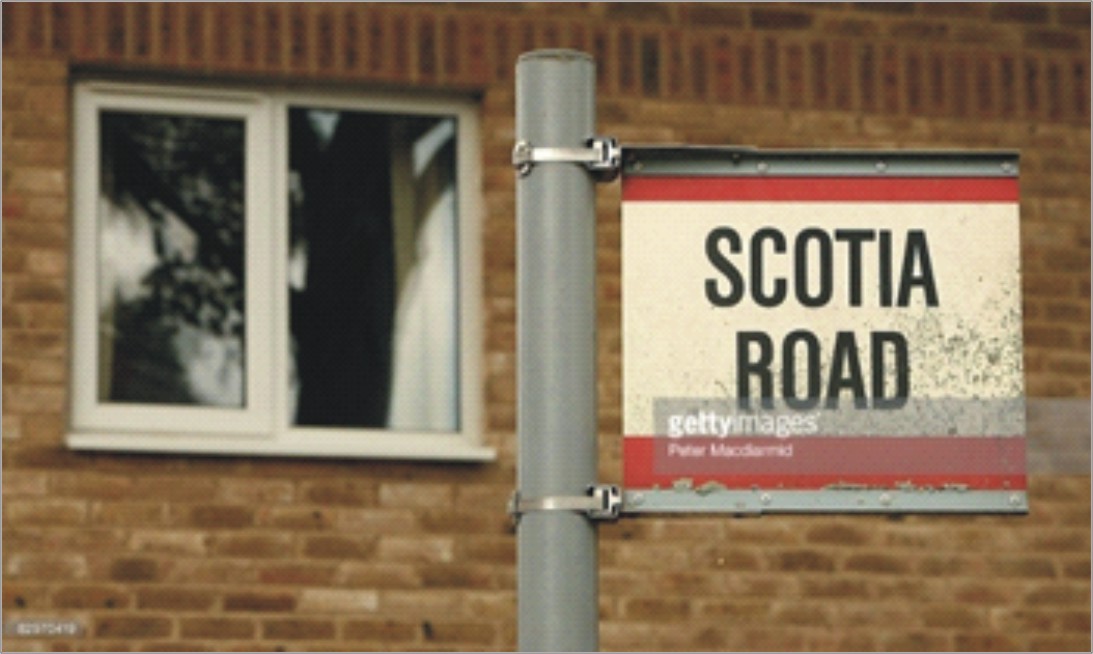 SCOTIA
ROAD
gettyimages®
Peter Macdiarmid